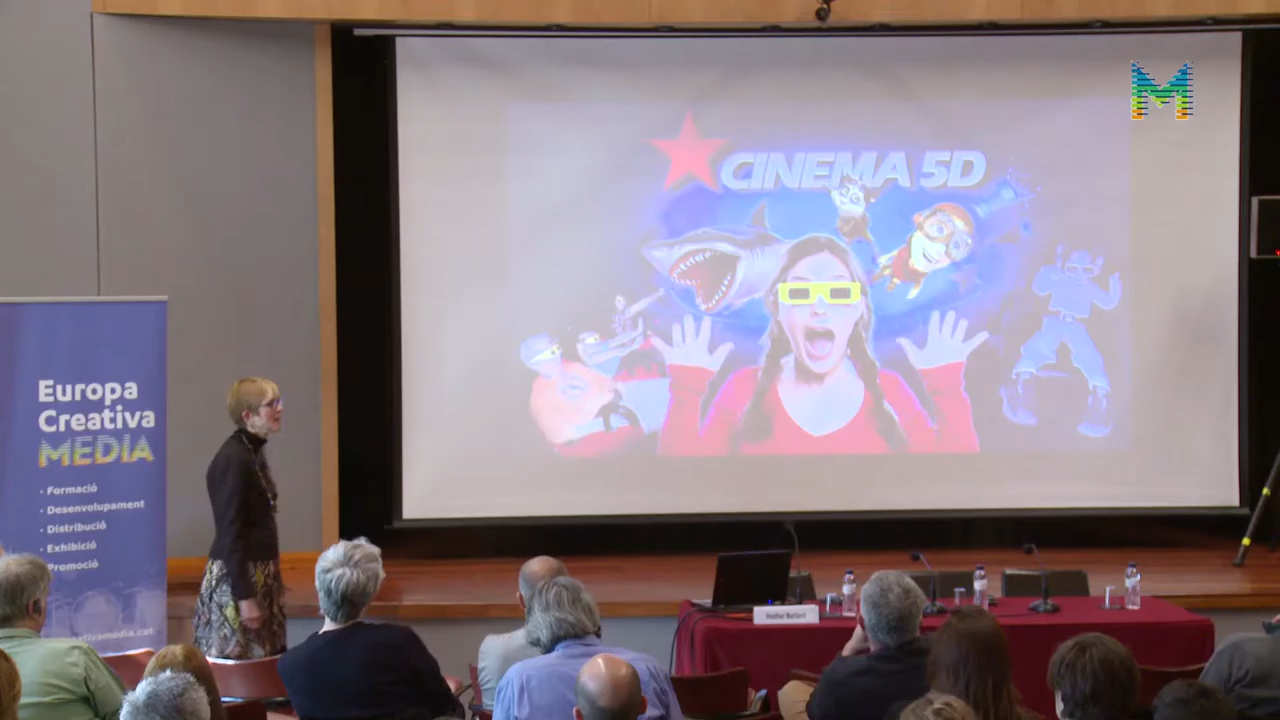 M
CINEMA 5D
Europa
Creativa
MEDIA
· Formació
· Desenvolupament
· Distribució
· Exhibició
Promoció